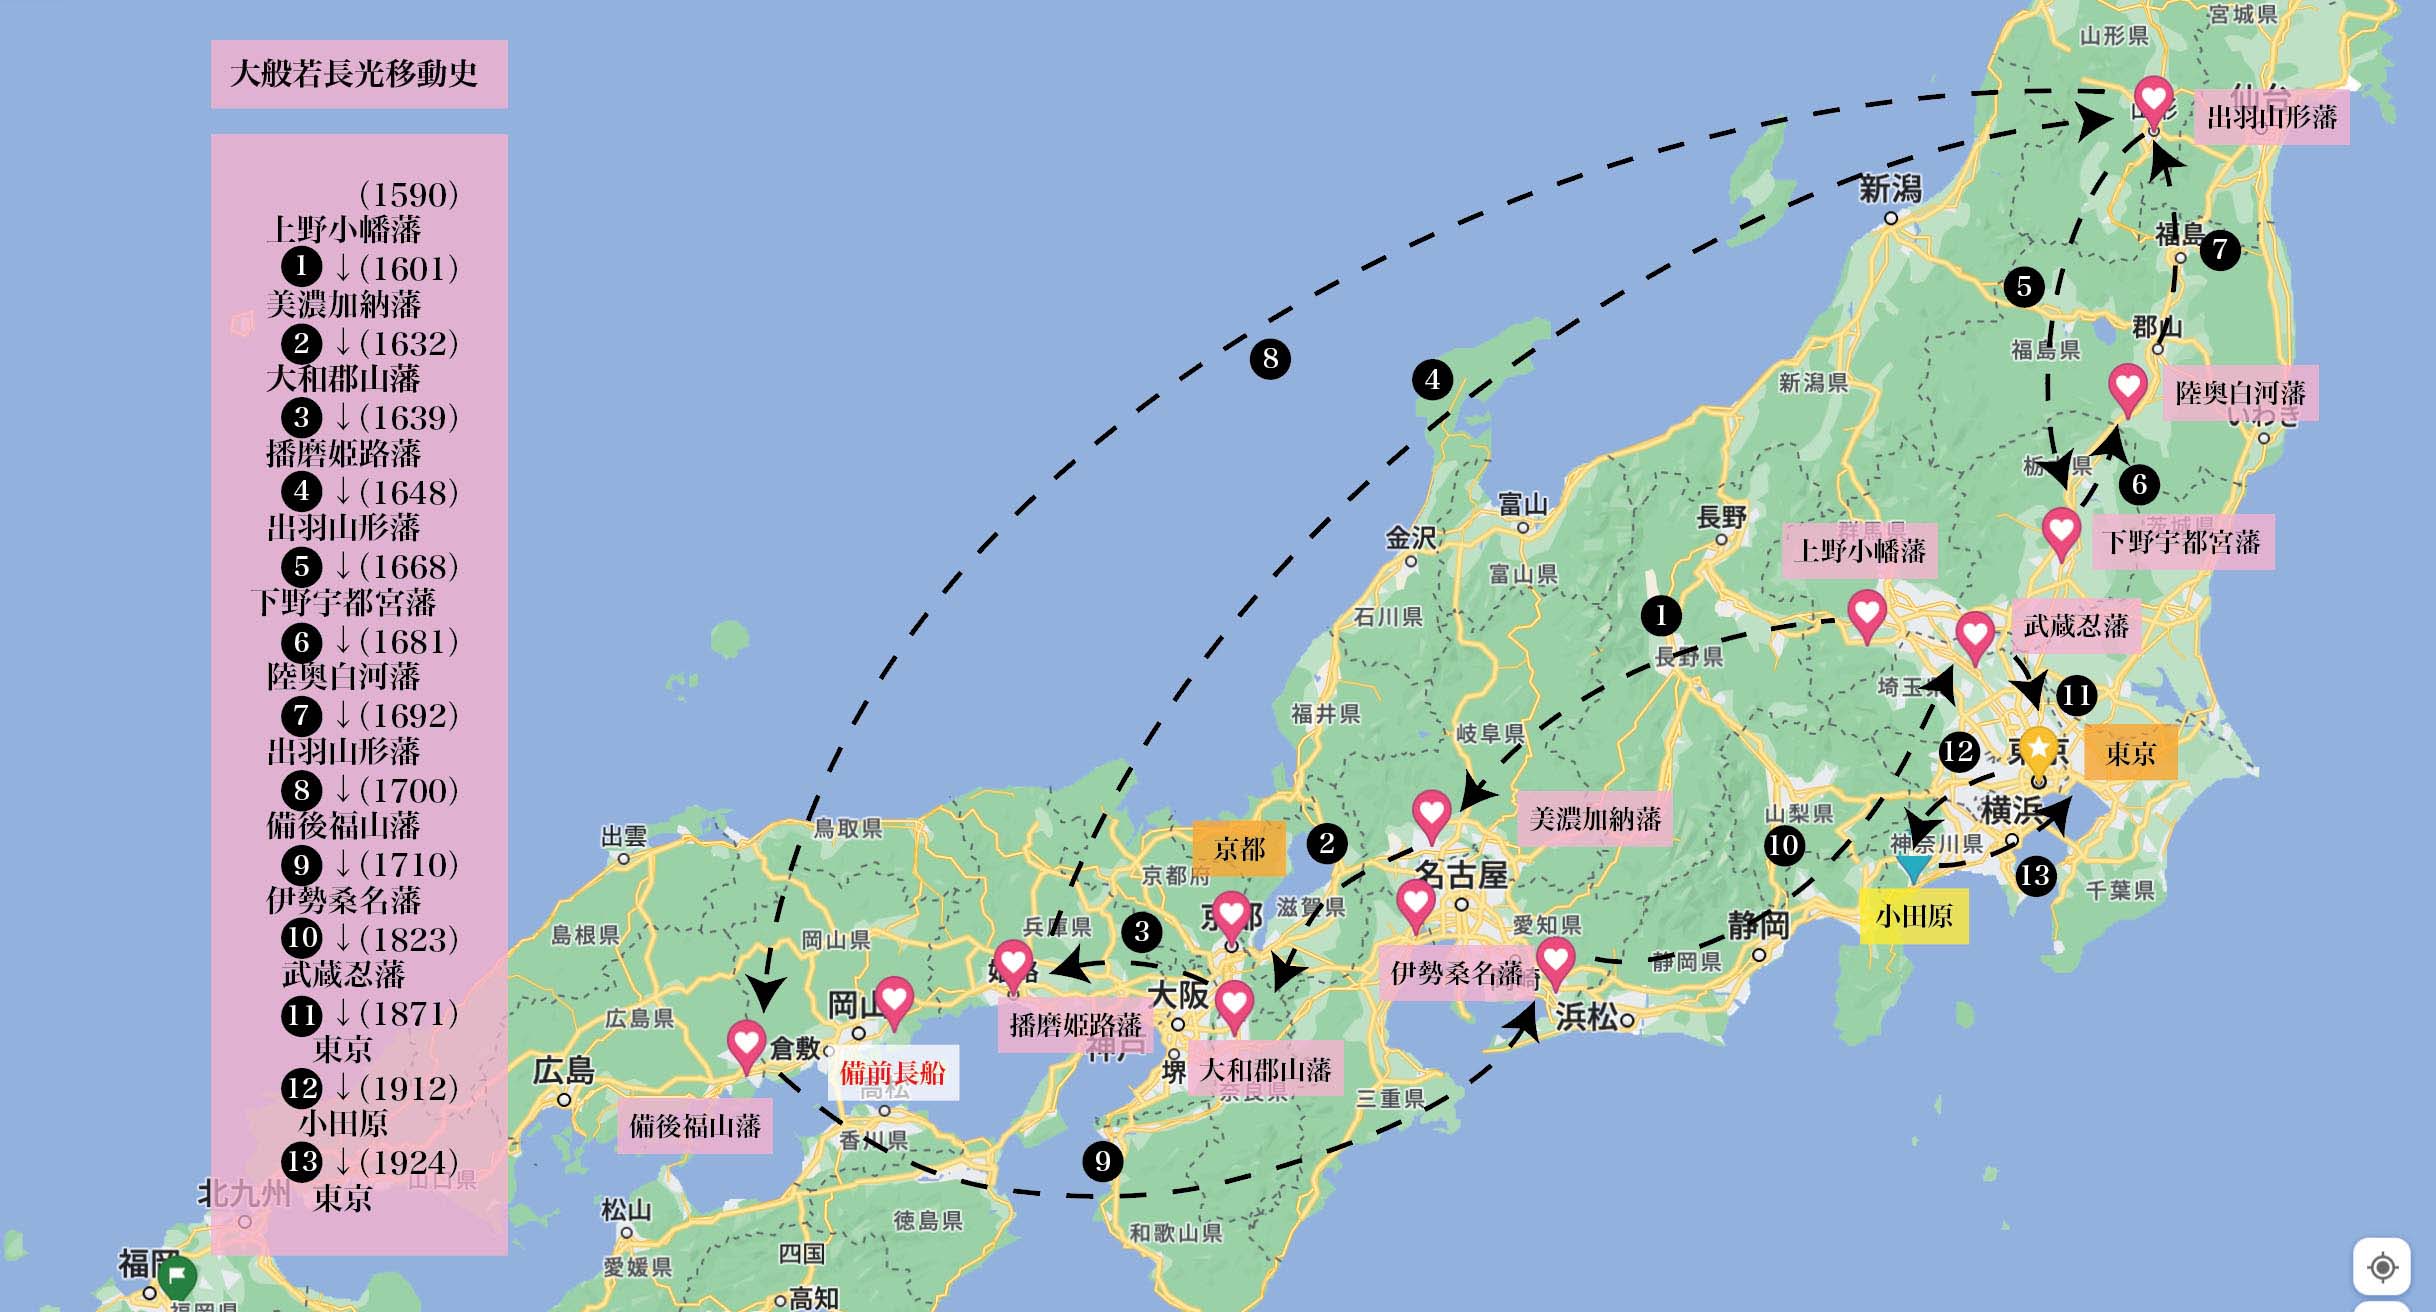 大般若長光移動史
(1590)
上野小幡藩
1 ↓(1601)
美濃加納藩
2 ↓(1632)
大和郡山藩
3 ↓(1639)
播磨姫路藩
4 ↓(1648)
出羽山形藩
5 ↓(1668)
下野宇都宮藩
6 ↓(1681)
陸奥白河藩
7 ↓(1692)
出羽山形藩
8 ↓(1700)
備後福山藩
9 ↓(1710)
伊勢桑名藩
10 ↓(1823)
武蔵忍藩
11 ↓(1871)
東京
12 ↓(1912)
小田原
13 ↓(1924)
東京
宮城県
山形県
仙台
山形
出羽山形藩
新潟
福島
7
5
郡山
福島県
8
4
新潟県
陸奥白河藩
いわき
栃木県
6
富山
長野
金沢
群馬県
茨城県
上野小幡藩
下野宇都宮藩
富山県
石川県
1
武蔵忍藩
長野県
埼玉県
11
福井県
岐阜県
12
東京
東京
横浜
山梨県
美濃加納藩
鳥取県
出雲
京都
2
10
神奈川県
13
千葉県
京都府
名古屋
滋賀県
小田原
島根県
岡山県
兵庫県
3
京都
愛知県
静岡
静岡県
姫路
伊勢桑名藩
岡崎
大阪
岡山
広島県
播磨姫路藩
浜松
倉敷
神戸
堺
大和郡山藩
奈良県
広島
備前長船
高松
三重県
備後福山藩
香川県
9
山口県
北九州
松山
徳島県
和歌山県
福岡
愛媛県
四国
高知
福岡県